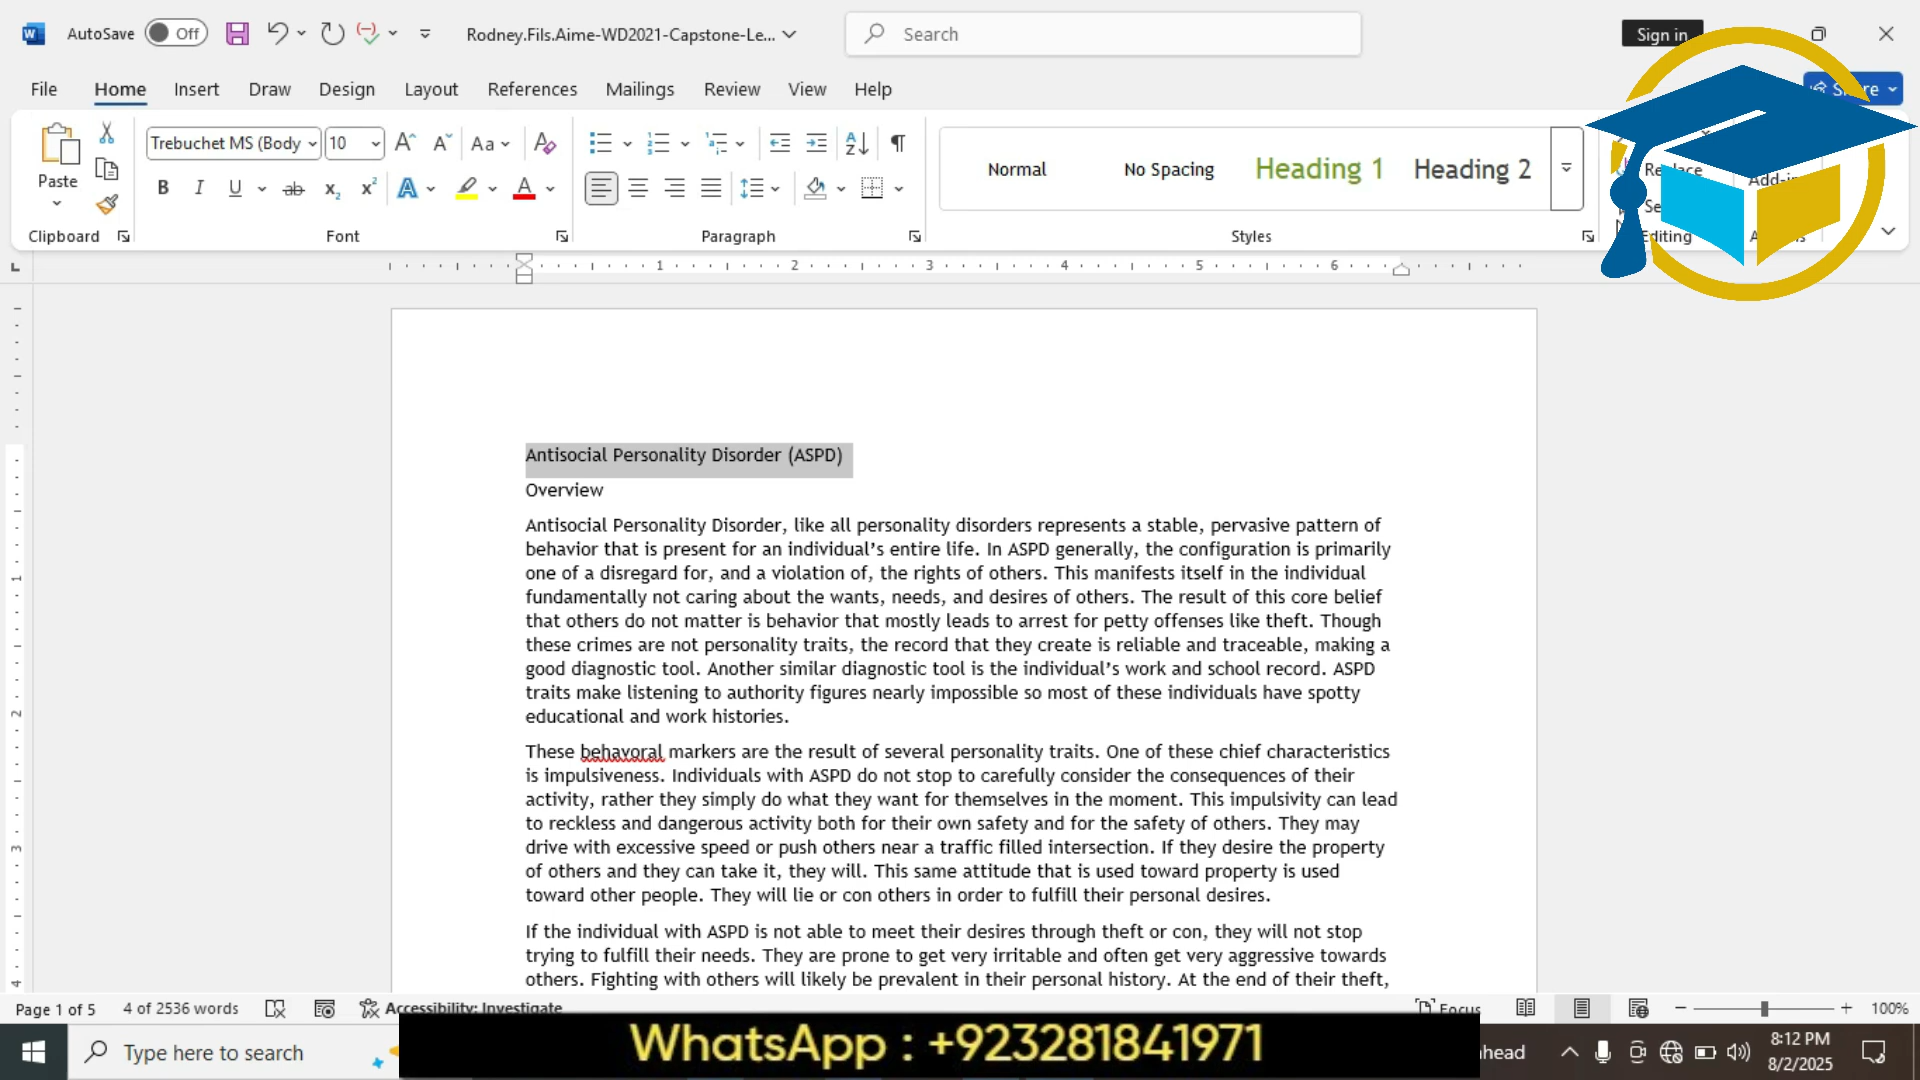 AutoSave Off Rodney.Fils.Aime-WD2021-Capstone-Le... Search Sign in
File Home Insert Draw Design Layout References Mailings Review View Help
Trebuchet MS (Body 10 Aa
Paste
B I U ab x₂ x² A A
Normal No Spacing Heading 1 Heading 2
Replace
Clipboard Font Paragraph Styles Editing
1 2 3 4 5 6
Antisocial Personality Disorder (ASPD)
Overview
Antisocial Personality Disorder, like all personality disorders represents a stable, pervasive pattern of
behavior that is present for an individual’s entire life. In ASPD generally, the configuration is primarily
one of a disregard for, and a violation of, the rights of others. This manifests itself in the individual
fundamentally not caring about the wants, needs, and desires of others. The result of this core belief
that others do not matter is behavior that mostly leads to arrest for petty offenses like theft. Though
these crimes are not personality traits, the record that they create is reliable and traceable, making a
good diagnostic tool. Another similar diagnostic tool is the individual’s work and school record. ASPD
traits make listening to authority figures nearly impossible so most of these individuals have spotty
educational and work histories.
These behavoral markers are the result of several personality traits. One of these chief characteristics
is impulsiveness. Individuals with ASPD do not stop to carefully consider the consequences of their
activity, rather they simply do what they want for themselves in the moment. This impulsivity can lead
to reckless and dangerous activity both for their own safety and for the safety of others. They may
drive with excessive speed or push others near a traffic filled intersection. If they desire the property
of others and they can take it, they will. This same attitude that is used toward property is used
toward other people. They will lie or con others in order to fulfill their personal desires.
If the individual with ASPD is not able to meet their desires through theft or con, they will not stop
trying to fulfill their needs. They are prone to get very irritable and often get very aggressive towards
others. Fighting with others will likely be prevalent in their personal history. At the end of their theft,
Page 1 of 5 4 of 2536 words Accessibility: Investigate Focus 100%
WhatsApp : +923281841971
Type here to search 8:12 PM
8/2/2025